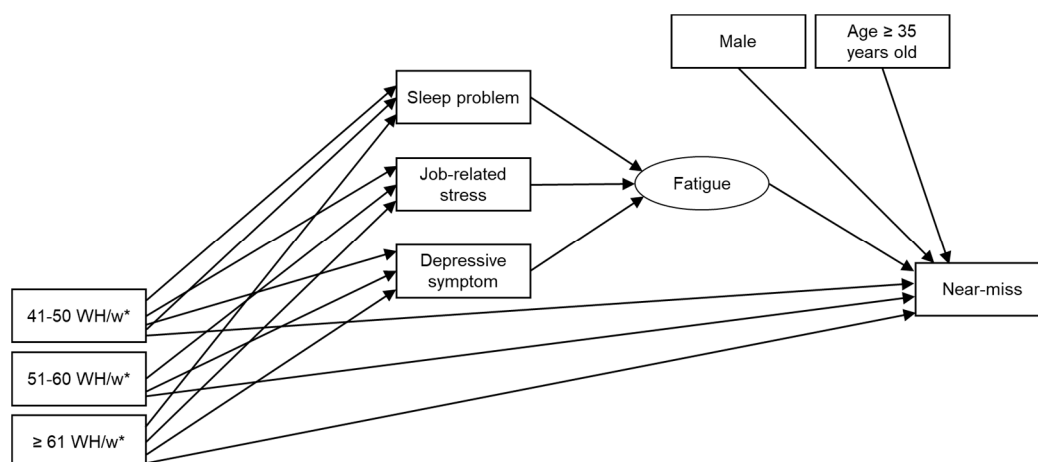 Male
Age ≥ 35
years old
Sleep problem
Job-related
stress
Fatigue
Depressive
symptom
Near-miss
41-50 WH/w*
51-60 WH/w*
≥ 61 WH/w*